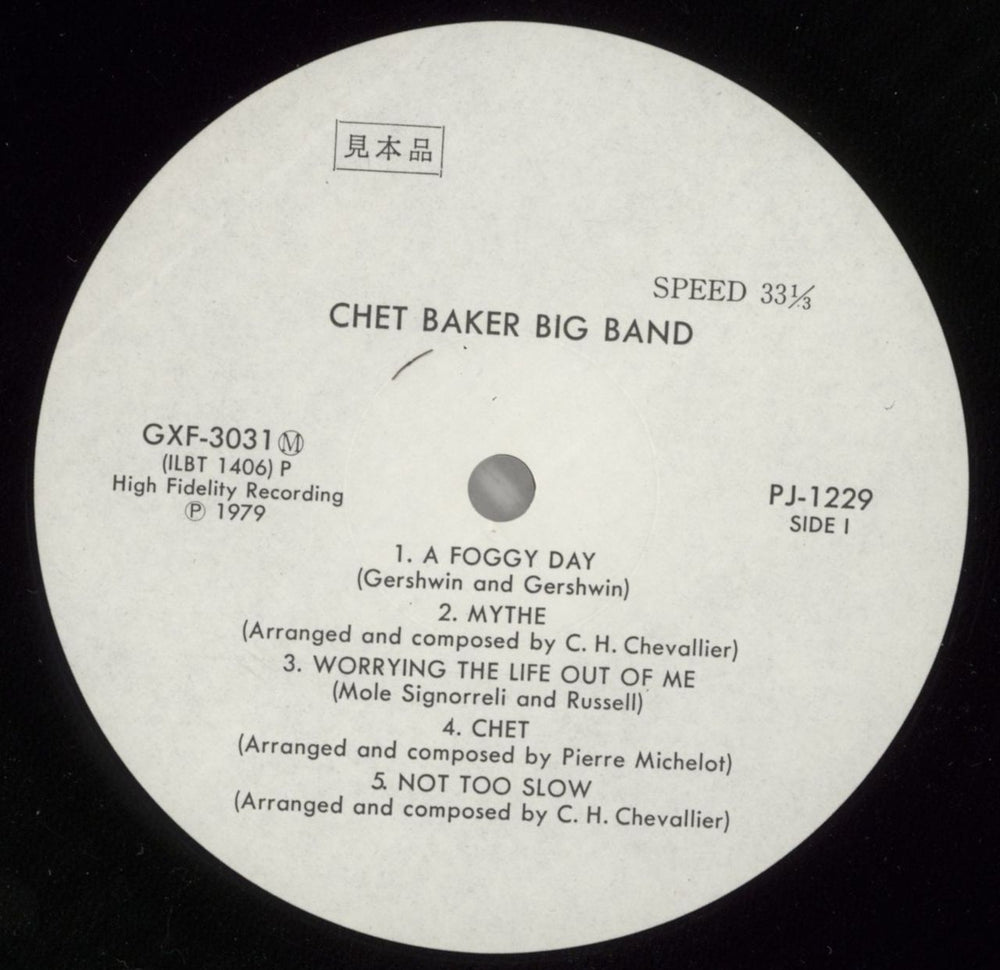 見本品
SPEED 33⅓
CHET BAKER BIG BAND
GXF-3031 Ⓜ
(ILBT 1406) P
High Fidelity Recording
℗ 1979
PJ-1229
SIDE I
1. A FOGGY DAY
(Gershwin and Gershwin)
2. MYTHE
(Arranged and composed by C. H. Chevallier)
3. WORRYING THE LIFE OUT OF ME
(Mole Signorreli and Russell)
4. CHET
(Arranged and composed by Pierre Michelot)
5. NOT TOO SLOW
(Arranged and composed by C. H. Chevallier)